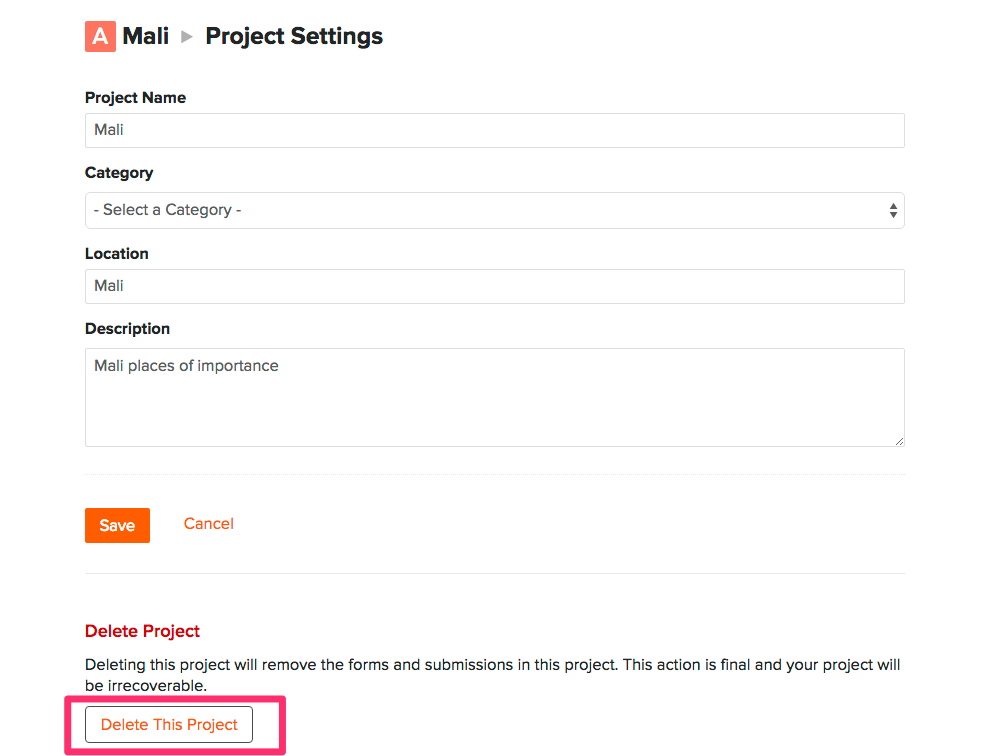 A Mali ▶ Project Settings
Project Name
Mali
Category
- Select a Category -
Location
Mali
Description
Mali places of importance
Save Cancel
Delete Project
Deleting this project will remove the forms and submissions in this project. This action is final and your project will
be irrecoverable.
Delete This Project